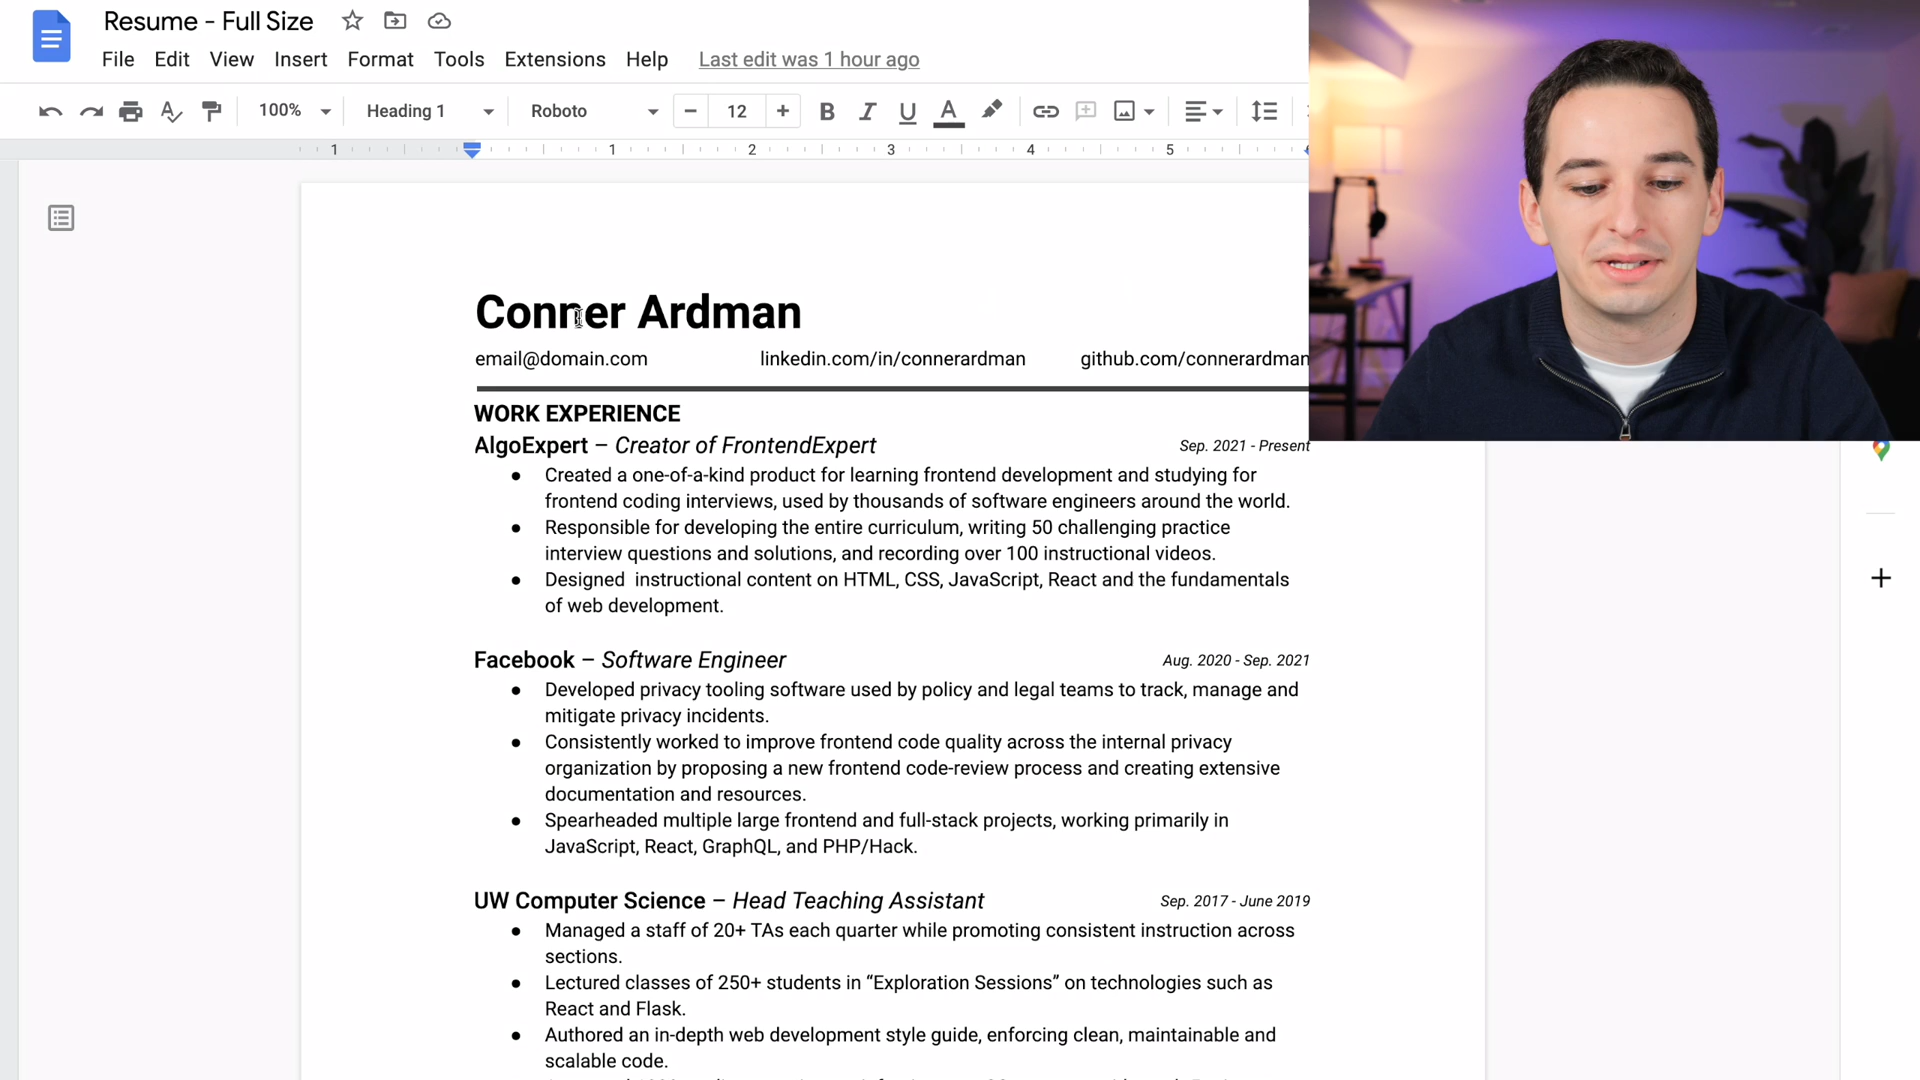 Resume - Full Size
File Edit View Insert Format Tools Extensions Help Last edit was 1 hour ago
100% Heading 1 Roboto 12 B I U A
1 1 2 3 4 5
Conner Ardman
email@domain.com linkedin.com/in/connerardman github.com/connerardman
WORK EXPERIENCE
AlgoExpert – Creator of FrontendExpert Sep. 2021 - Present
● Created a one-of-a-kind product for learning frontend development and studying for
frontend coding interviews, used by thousands of software engineers around the world.
● Responsible for developing the entire curriculum, writing 50 challenging practice
interview questions and solutions, and recording over 100 instructional videos.
● Designed  instructional content on HTML, CSS, JavaScript, React and the fundamentals
of web development.
Facebook – Software Engineer Aug. 2020 - Sep. 2021
● Developed privacy tooling software used by policy and legal teams to track, manage and
mitigate privacy incidents.
● Consistently worked to improve frontend code quality across the internal privacy
organization by proposing a new frontend code-review process and creating extensive
documentation and resources.
● Spearheaded multiple large frontend and full-stack projects, working primarily in
JavaScript, React, GraphQL, and PHP/Hack.
UW Computer Science – Head Teaching Assistant Sep. 2017 - June 2019
● Managed a staff of 20+ TAs each quarter while promoting consistent instruction across
sections.
● Lectured classes of 250+ students in “Exploration Sessions” on technologies such as
React and Flask.
● Authored an in-depth web development style guide, enforcing clean, maintainable and
scalable code.